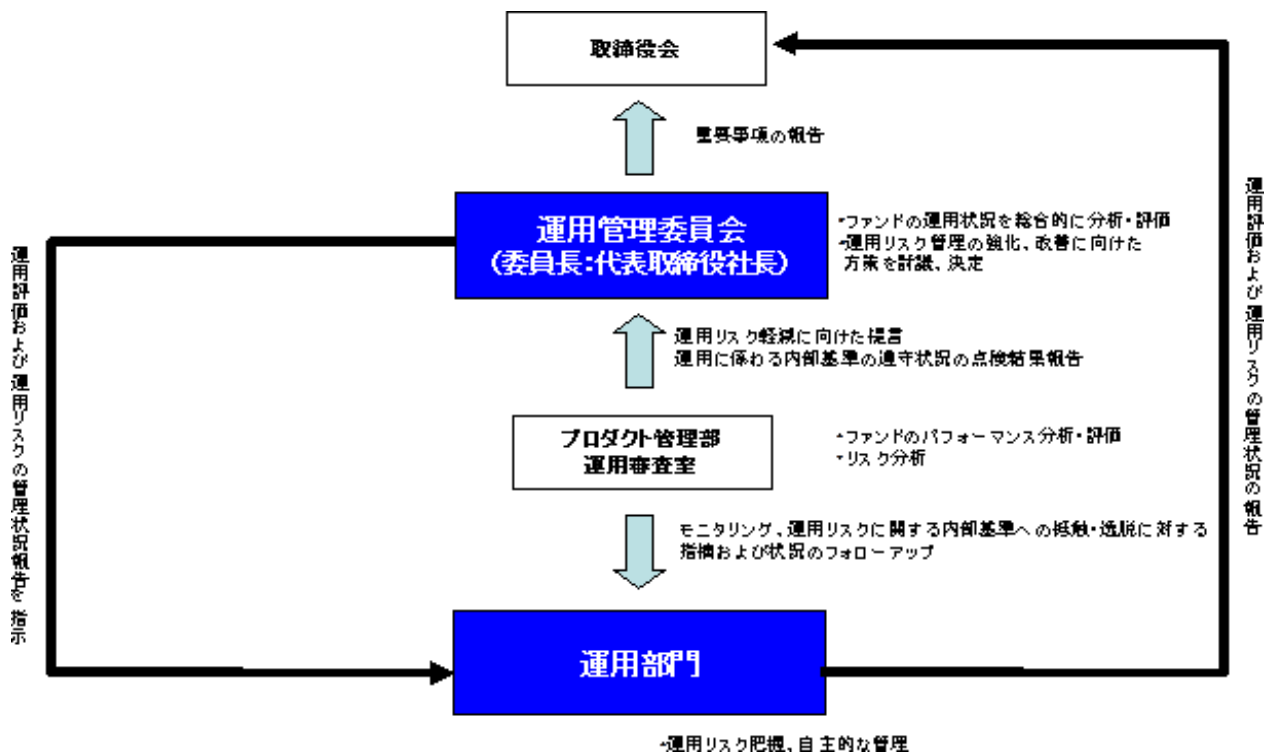 取締役会
重要事項の報告
運用管理委員会
(委員長:代表取締役社長)
・ファンドの運用状況を総合的に分析・評価
・運用リスク管理の強化、改善に向けた
方策を討議、決定
運用リスク軽減に向けた提言
運用に係わる内部基準の遵守状況の点検結果報告
プロダクト管理部
運用審査室
・ファンドのパフォーマンス分析・評価
・リスク分析
モニタリング、運用リスクに関する内部基準への抵触・逸脱に対する
指摘および状況のフォローアップ
運用部門
・運用リスク把握、自主的な管理
運用評価および運用リスクの管理状況報告を指示
運用評価および運用リスクの管理状況の報告